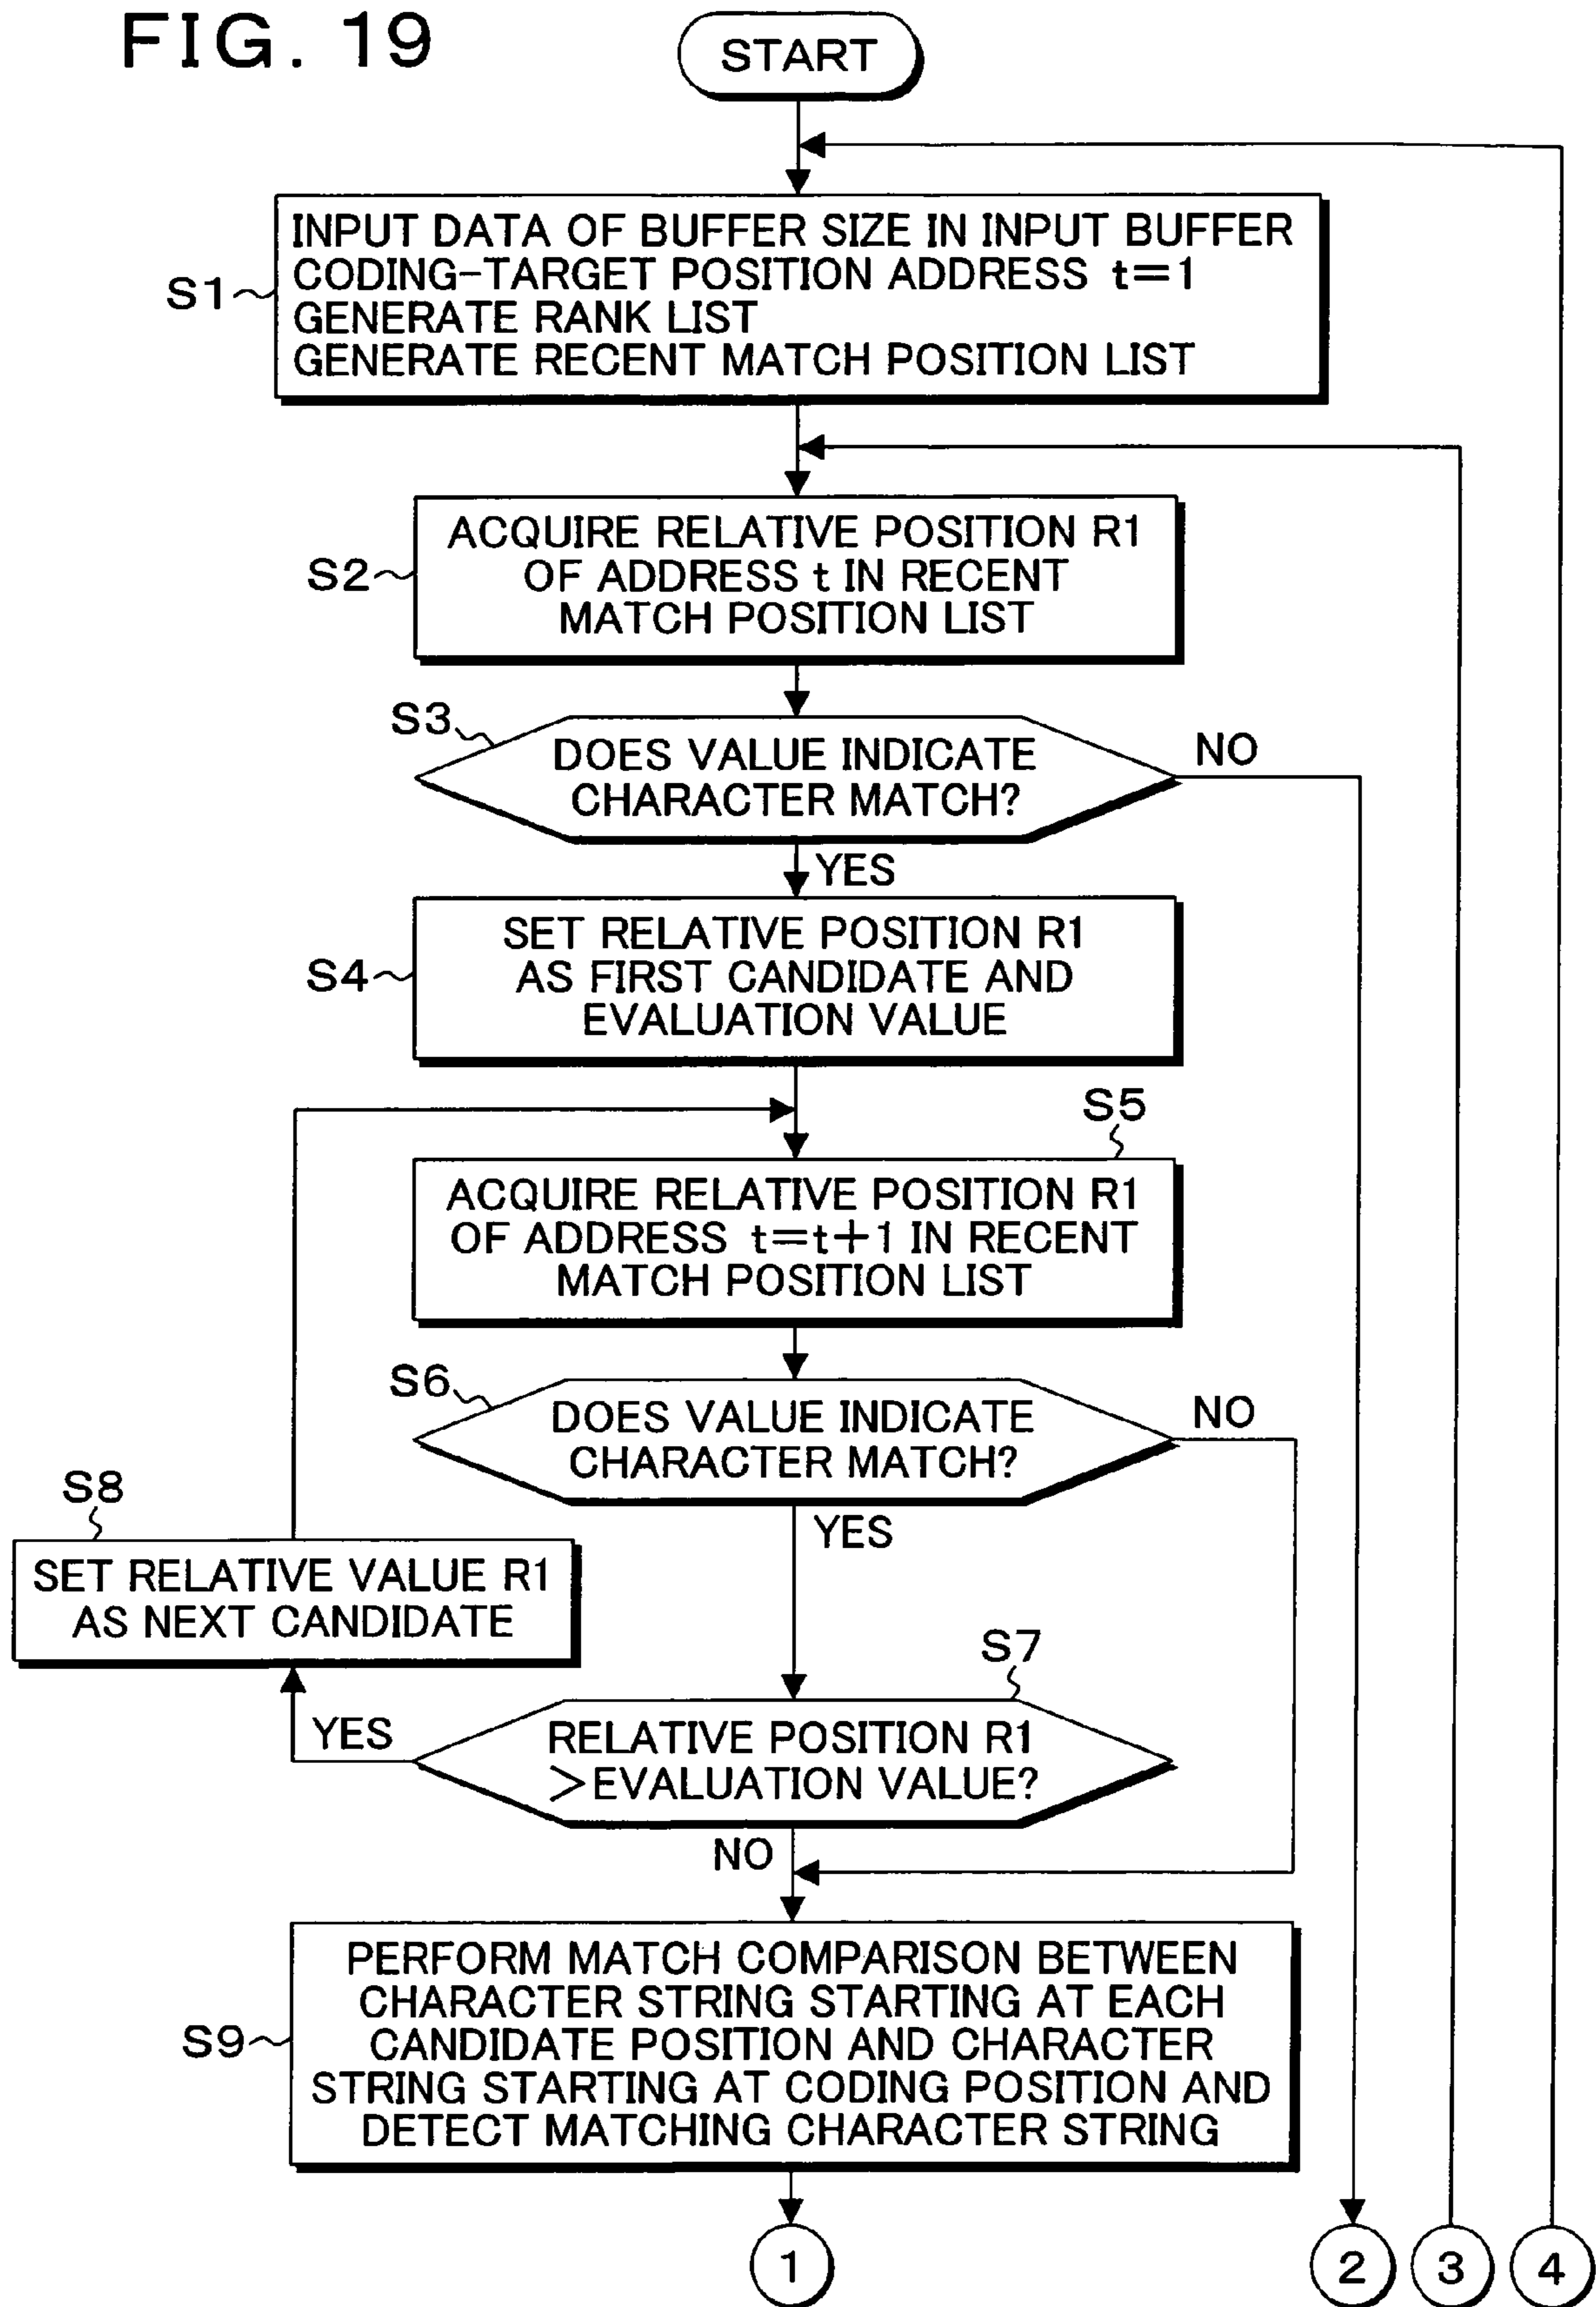 FIG. 19
START
S1
INPUT DATA OF BUFFER SIZE IN INPUT BUFFER
CODING-TARGET POSITION ADDRESS t=1
GENERATE RANK LIST
GENERATE RECENT MATCH POSITION LIST
S2
ACQUIRE RELATIVE POSITION R1
OF ADDRESS t IN RECENT
MATCH POSITION LIST
S3
DOES VALUE INDICATE
CHARACTER MATCH?
NO
YES
S4
SET RELATIVE POSITION R1
AS FIRST CANDIDATE AND
EVALUATION VALUE
S5
ACQUIRE RELATIVE POSITION R1
OF ADDRESS t=t+1 IN RECENT
MATCH POSITION LIST
S6
DOES VALUE INDICATE
CHARACTER MATCH?
NO
YES
S8
SET RELATIVE VALUE R1
AS NEXT CANDIDATE
S7
RELATIVE POSITION R1
>EVALUATION VALUE?
YES
NO
S9
PERFORM MATCH COMPARISON BETWEEN
CHARACTER STRING STARTING AT EACH
CANDIDATE POSITION AND CHARACTER
STRING STARTING AT CODING POSITION AND
DETECT MATCHING CHARACTER STRING
1
2
3
4